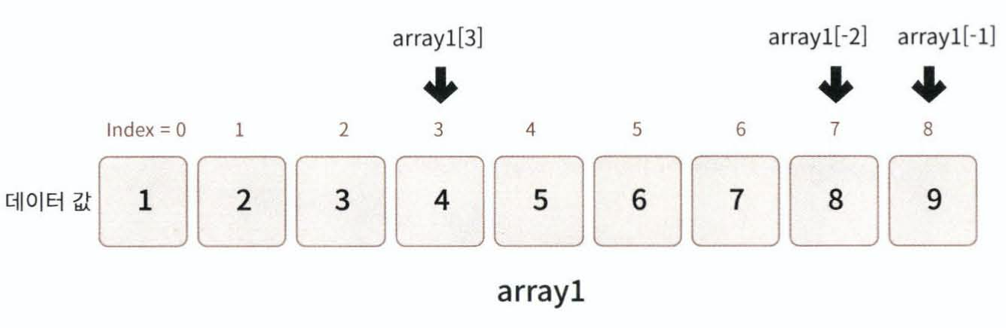 array1[3] array1[-2] array1[-1]
Index = 0 1 2 3 4 5 6 7 8
데이터 값 1 2 3 4 5 6 7 8 9
array1